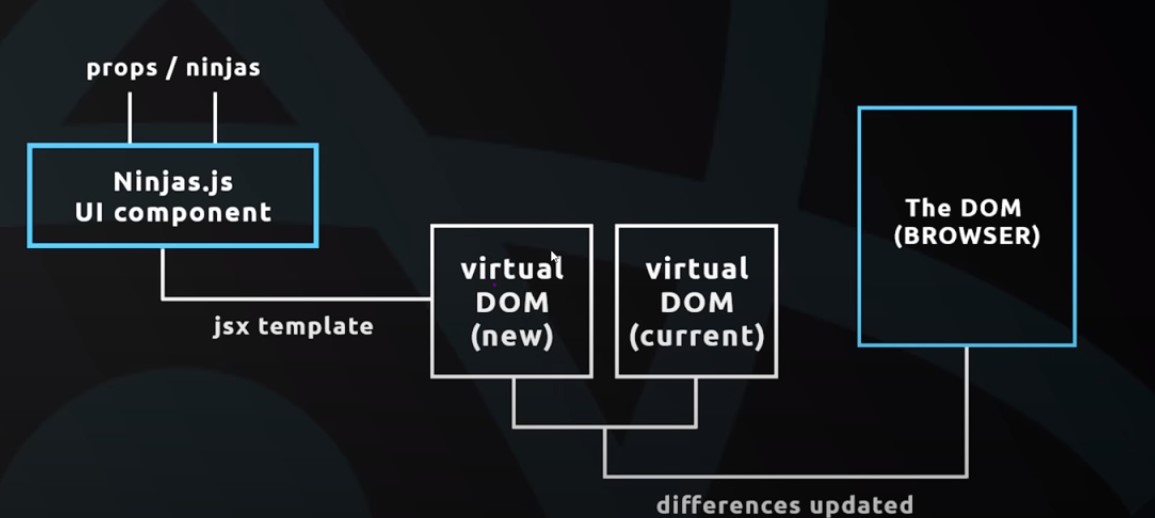 props / ninjas
Ninjas.js
UI component
jsx template
virtual
DOM
(new)
virtual
DOM
(current)
The DOM
(BROWSER)
differences updated